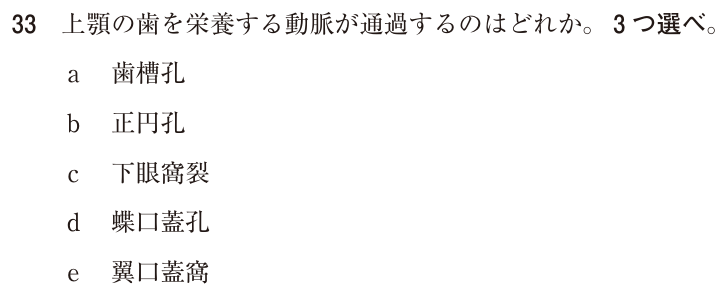 33 上顎の歯を栄養する動脈が通過するのはどれか。 3つ選べ。
a 歯槽孔
b 正円孔
c 下眼窩裂
d 蝶口蓋孔
e 翼口蓋窩